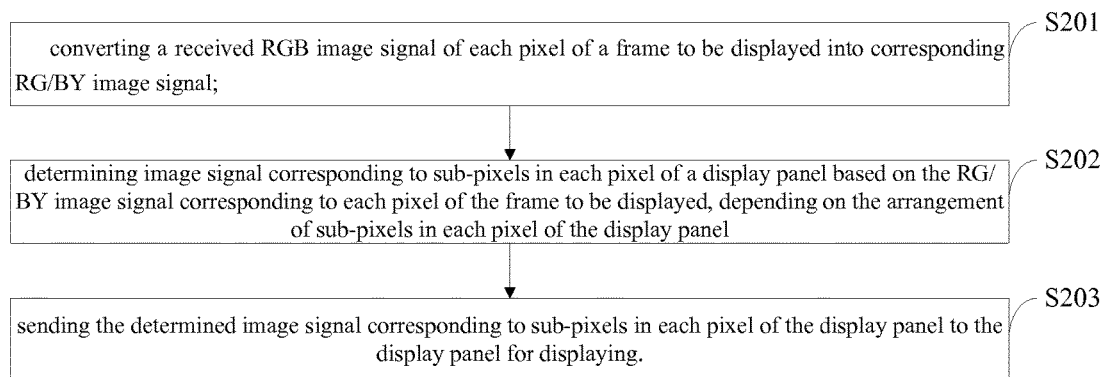 S201
converting a received RGB image signal of each pixel of a frame to be displayed into corresponding
RG/BY image signal;
S202
determining image signal corresponding to sub-pixels in each pixel of a display panel based on the RG/
BY image signal corresponding to each pixel of the frame to be displayed, depending on the arrangement
of sub-pixels in each pixel of the display panel
S203
sending the determined image signal corresponding to sub-pixels in each pixel of the display panel to the
display panel for displaying.